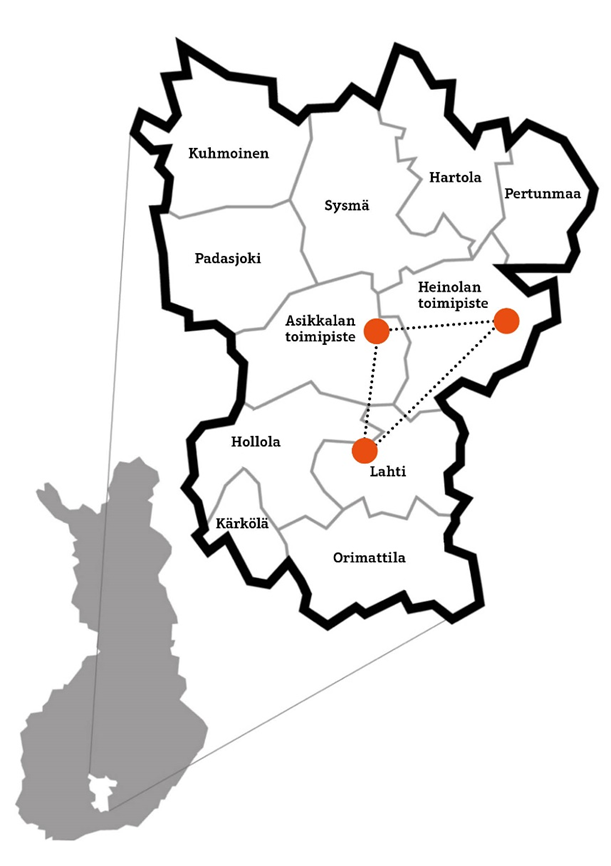 Kuhmoinen
Hartola
Pertunmaa
Sysmä
Padasjoki
Heinolan
toimipiste
Asikkalan
toimipiste
Hollola
Lahti
Kärkölä
Orimattila